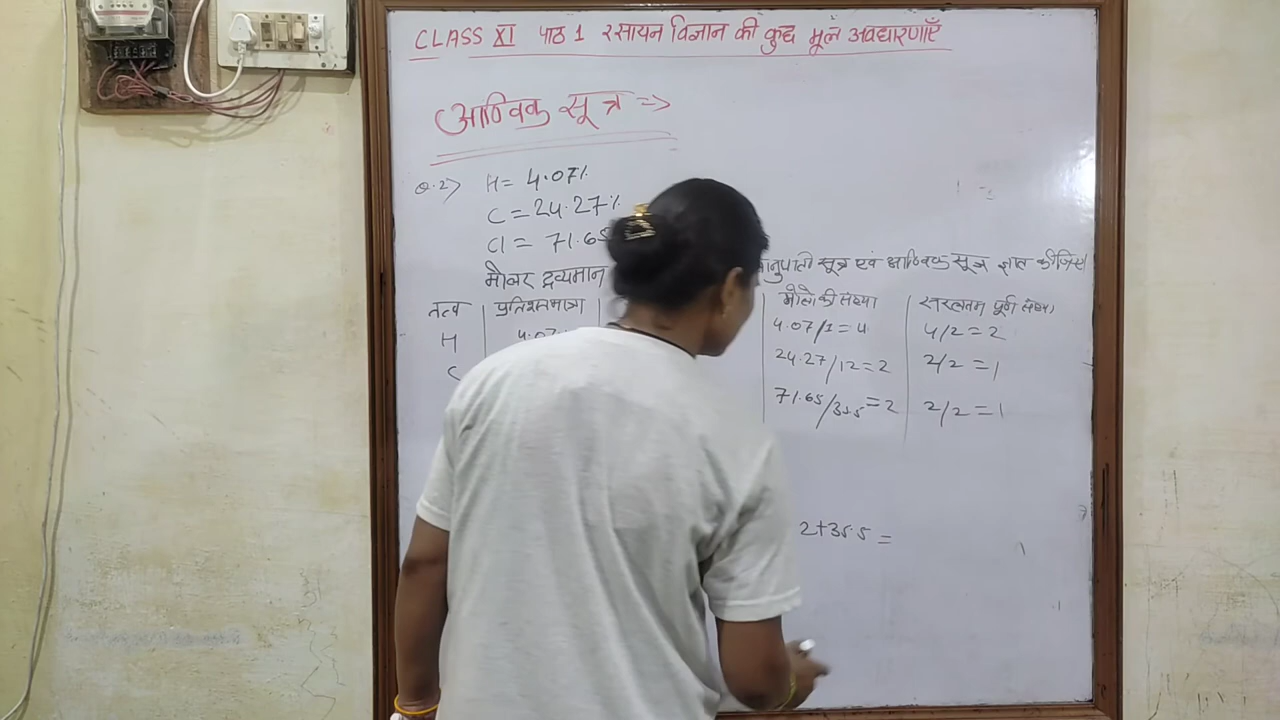 CLASS XI पाठ 1 रसायन विज्ञान की कुछ मूल अवधारणाएँ
आण्विक सूत्र =>
Q.2> H = 4.07%
C = 24.27%
Cl = 71.65
मोलर द्रव्यमान सूत्र एवं आण्विक सूत्र ज्ञात कीजिए
तत्व प्रतिशतमात्रा मोलो की संख्या सरलतम पूर्ण संख्या
H 4.07 4.07/1 = 4 4/2 = 2
C 24.27/12 = 2 2/2 = 1
71.65/35.5 = 2 2/2 = 1
2+35.5 =